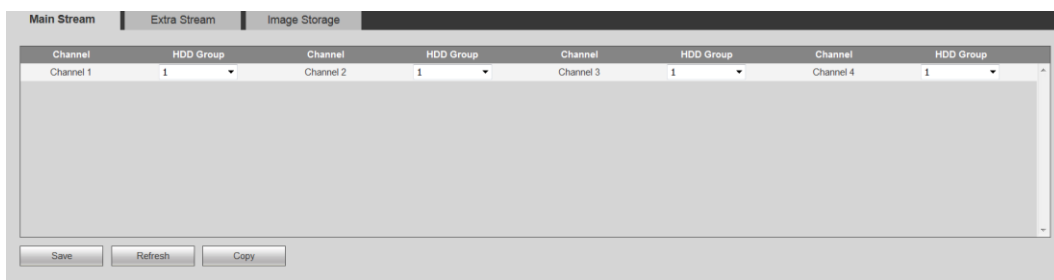 Main Stream Extra Stream Image Storage
Channel HDD Group Channel HDD Group Channel HDD Group Channel HDD Group
Channel 1 1 Channel 2 1 Channel 3 1 Channel 4 1
Save Refresh Copy